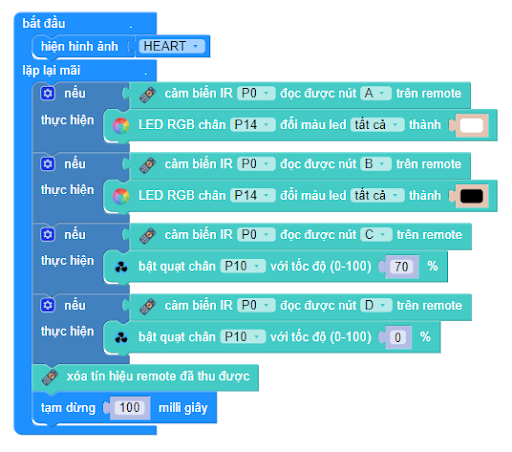 bắt đầu .
hiện hình ảnh HEART
lặp lại mãi .
nếu cảm biến IR P0 đọc được nút A trên remote
thực hiện LED RGB chân P14 đổi màu led tất cả thành
nếu cảm biến IR P0 đọc được nút B trên remote
thực hiện LED RGB chân P14 đổi màu led tất cả thành
nếu cảm biến IR P0 đọc được nút C trên remote
thực hiện bật quạt chân P10 với tốc độ (0-100) 70 %
nếu cảm biến IR P0 đọc được nút D trên remote
thực hiện bật quạt chân P10 với tốc độ (0-100) 0 %
xóa tín hiệu remote đã thu được
tạm dừng 100 milli giây